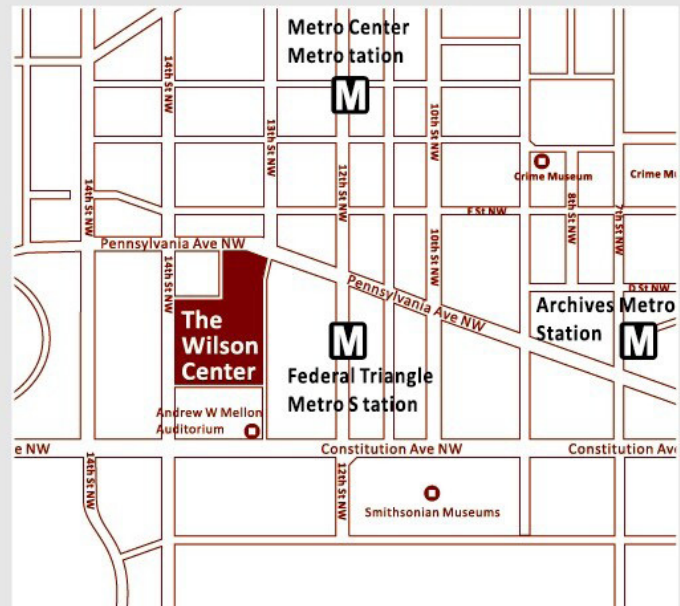 Metro Center
Metro tation
M
14th St NW
13th St NW
10th St NW
12th St NW
14th St NW
Crime Museum
Crime M
8th St NW
7th St NW
E St NW
Pennsylvania Ave NW
14th St NW
10th St NW
Pennsylvania Ave NW
D St NW
Archives Metro
Station
M
The
Wilson
Center
M
Federal Triangle
Metro S tation
Andrew W Mellon
Auditorium
e NW
Constitution Ave NW
Constitution Av
14th St NW
12th St NW
Smithsonian Museums